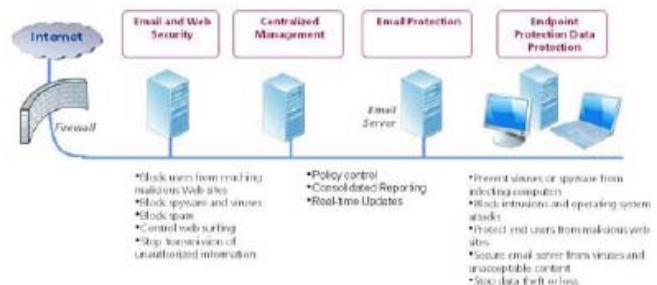 Internet
Email and Web
Security
Centralized
Management
Email Protection
Endpoint
Protection Data
Protection
Firewall
Email
Server
•Block users from reaching
malicious Web sites
•Block spyware and viruses
•Block spam
•Control web surfing
•Stop transmission of
unauthorized information
•Policy control
•Consolidated Reporting
•Real-time Updates
•Prevent viruses or spyware from
infecting computers
•Block intrusions and operating system
attacks
•Protect end users from malicious web
sites
•Secure email server from viruses and
unacceptable content
•Stop data theft or loss